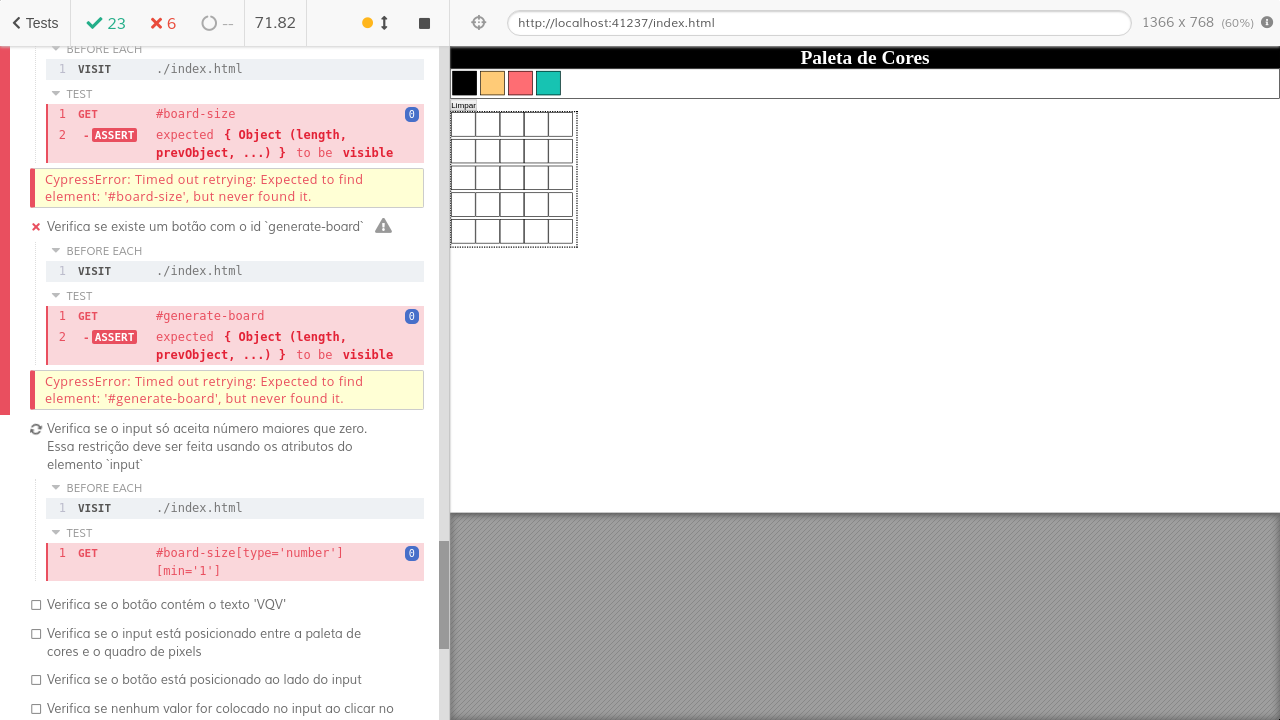 Tests
23
6
--
71.82
http://localhost:41237/index.html
1366 x 768 (60%)
BEFORE EACH
1 VISIT ./index.html
TEST
1 GET #board-size 0
2 -ASSERT expected { Object (length,
prevObject, ...) } to be visible
CypressError: Timed out retrying: Expected to find
element: '#board-size', but never found it.
Verifica se existe um botão com o id `generate-board`
BEFORE EACH
1 VISIT ./index.html
TEST
1 GET #generate-board 0
2 -ASSERT expected { Object (length,
prevObject, ...) } to be visible
CypressError: Timed out retrying: Expected to find
element: '#generate-board', but never found it.
Verifica se o input só aceita número maiores que zero.
Essa restrição deve ser feita usando os atributos do
elemento `input`
BEFORE EACH
1 VISIT ./index.html
TEST
1 GET #board-size[type='number'] 0
[min='1']
Verifica se o botão contém o texto 'VQV'
Verifica se o input está posicionado entre a paleta de
cores e o quadro de pixels
Verifica se o botão está posicionado ao lado do input
Verifica se nenhum valor for colocado no input ao clicar no
Paleta de Cores
Limpar